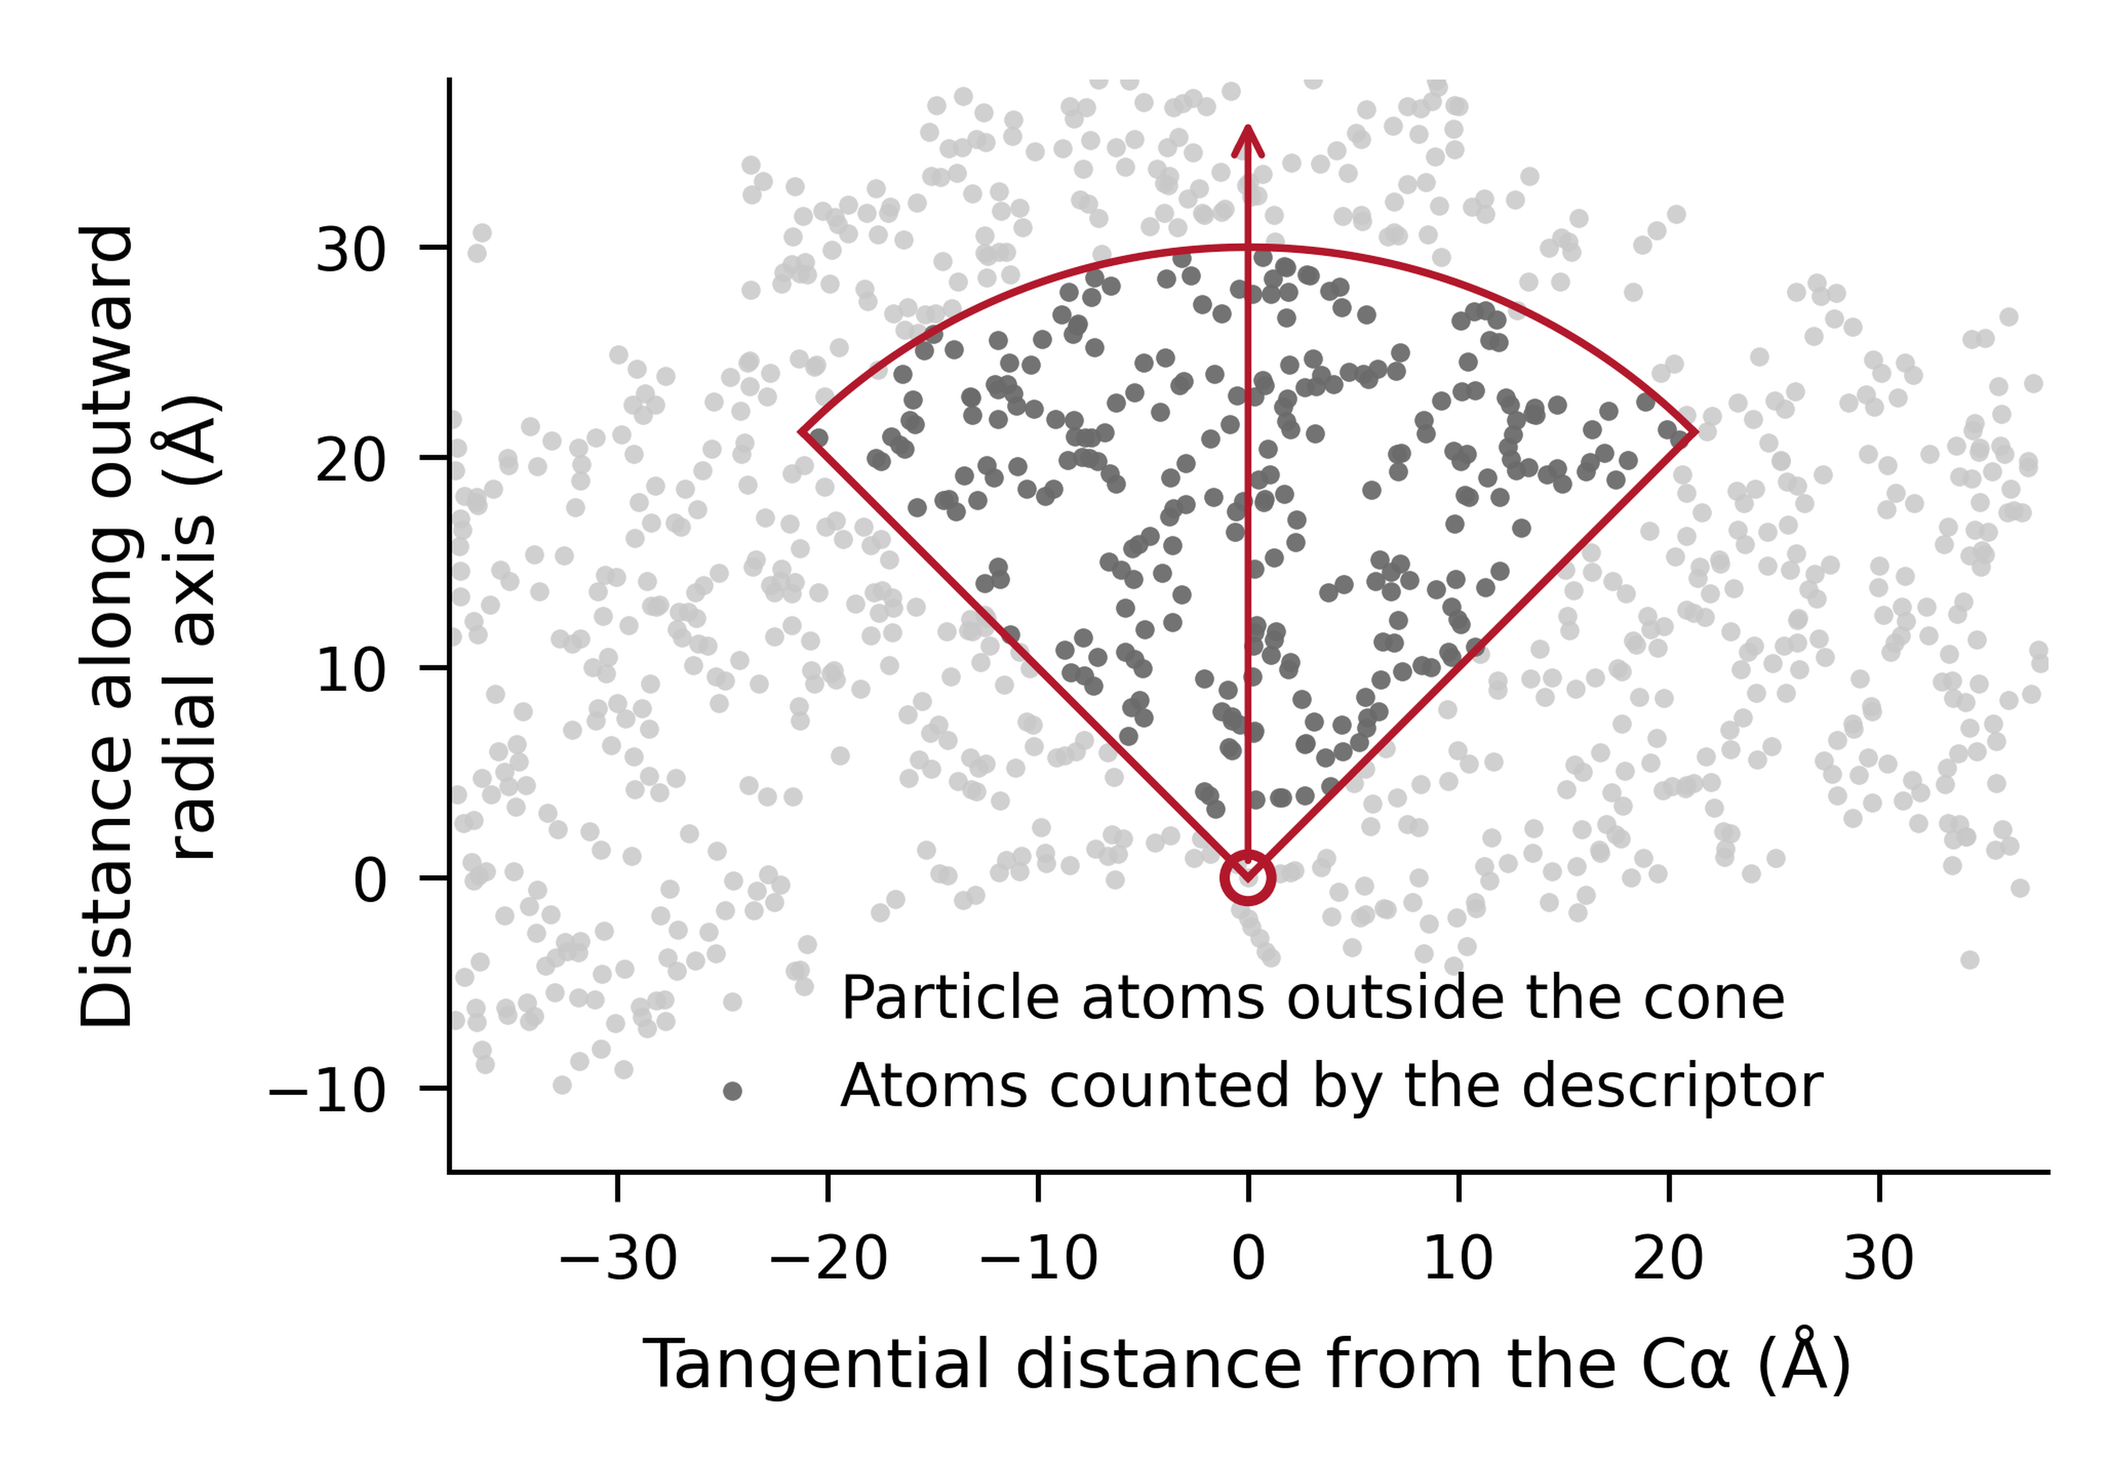 Distance along outward
radial axis (Å)
30
20
10
0
−10
Particle atoms outside the cone
Atoms counted by the descriptor
−30
−20
−10
0
10
20
30
Tangential distance from the Cα (Å)